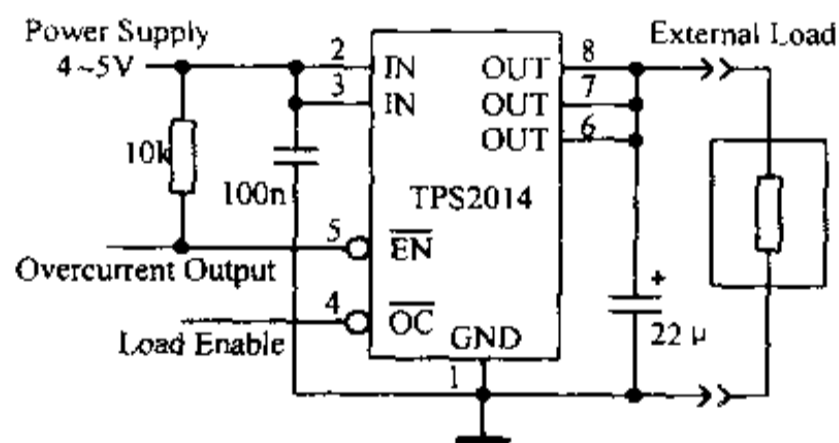 Power Supply
4~5V
External Load
2
IN
OUT
8
3
IN
OUT
7
OUT
6
10k
100n
TPS2014
5
EN
Overcurrent Output
4
OC
Load Enable
GND
+
22 μ
1